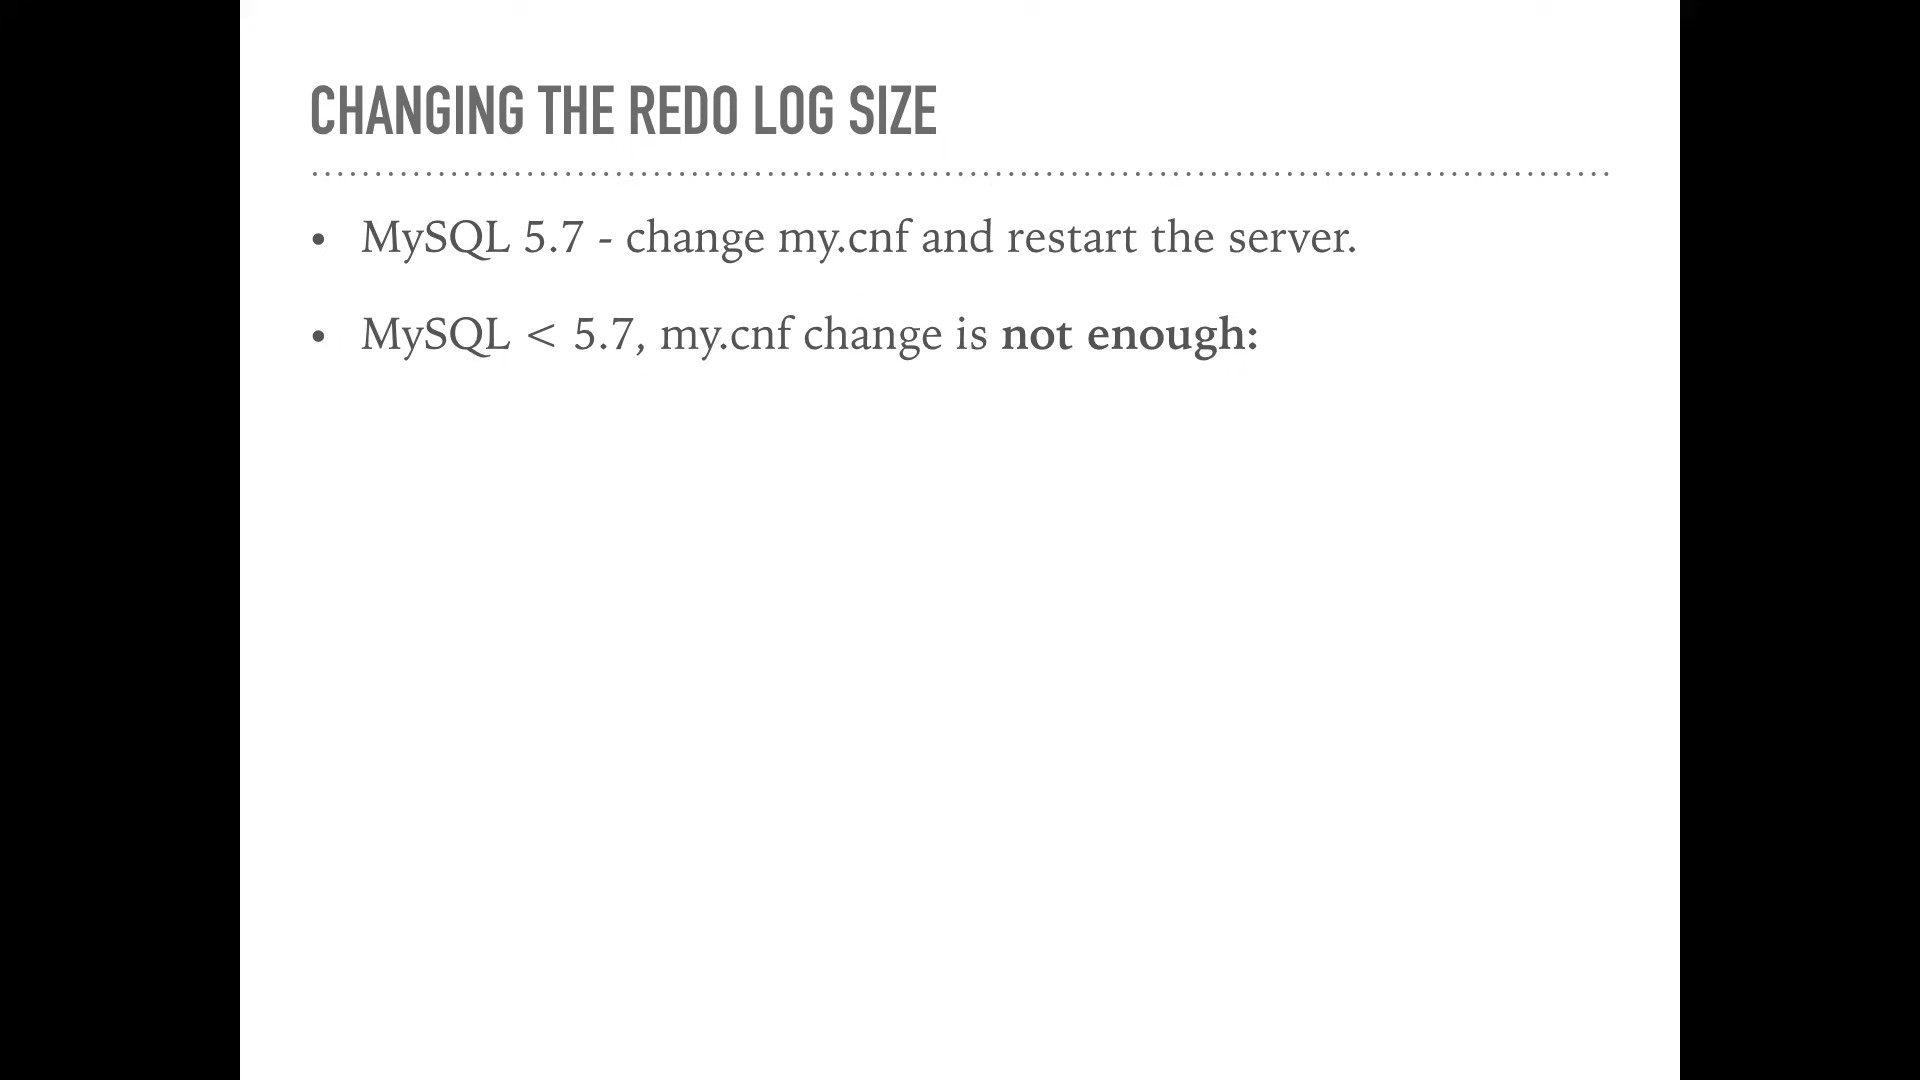 CHANGING THE REDO LOG SIZE
• MySQL 5.7 - change my.cnf and restart the server.
• MySQL < 5.7, my.cnf change is not enough: